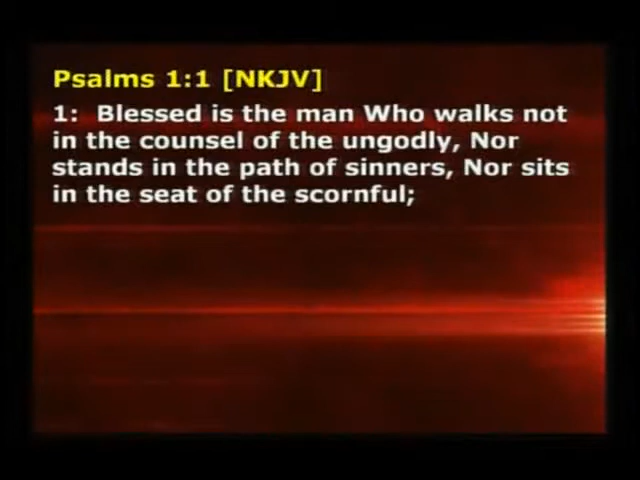 Psalms 1:1 [NKJV]
1:  Blessed is the man Who walks not
in the counsel of the ungodly, Nor
stands in the path of sinners, Nor sits
in the seat of the scornful;